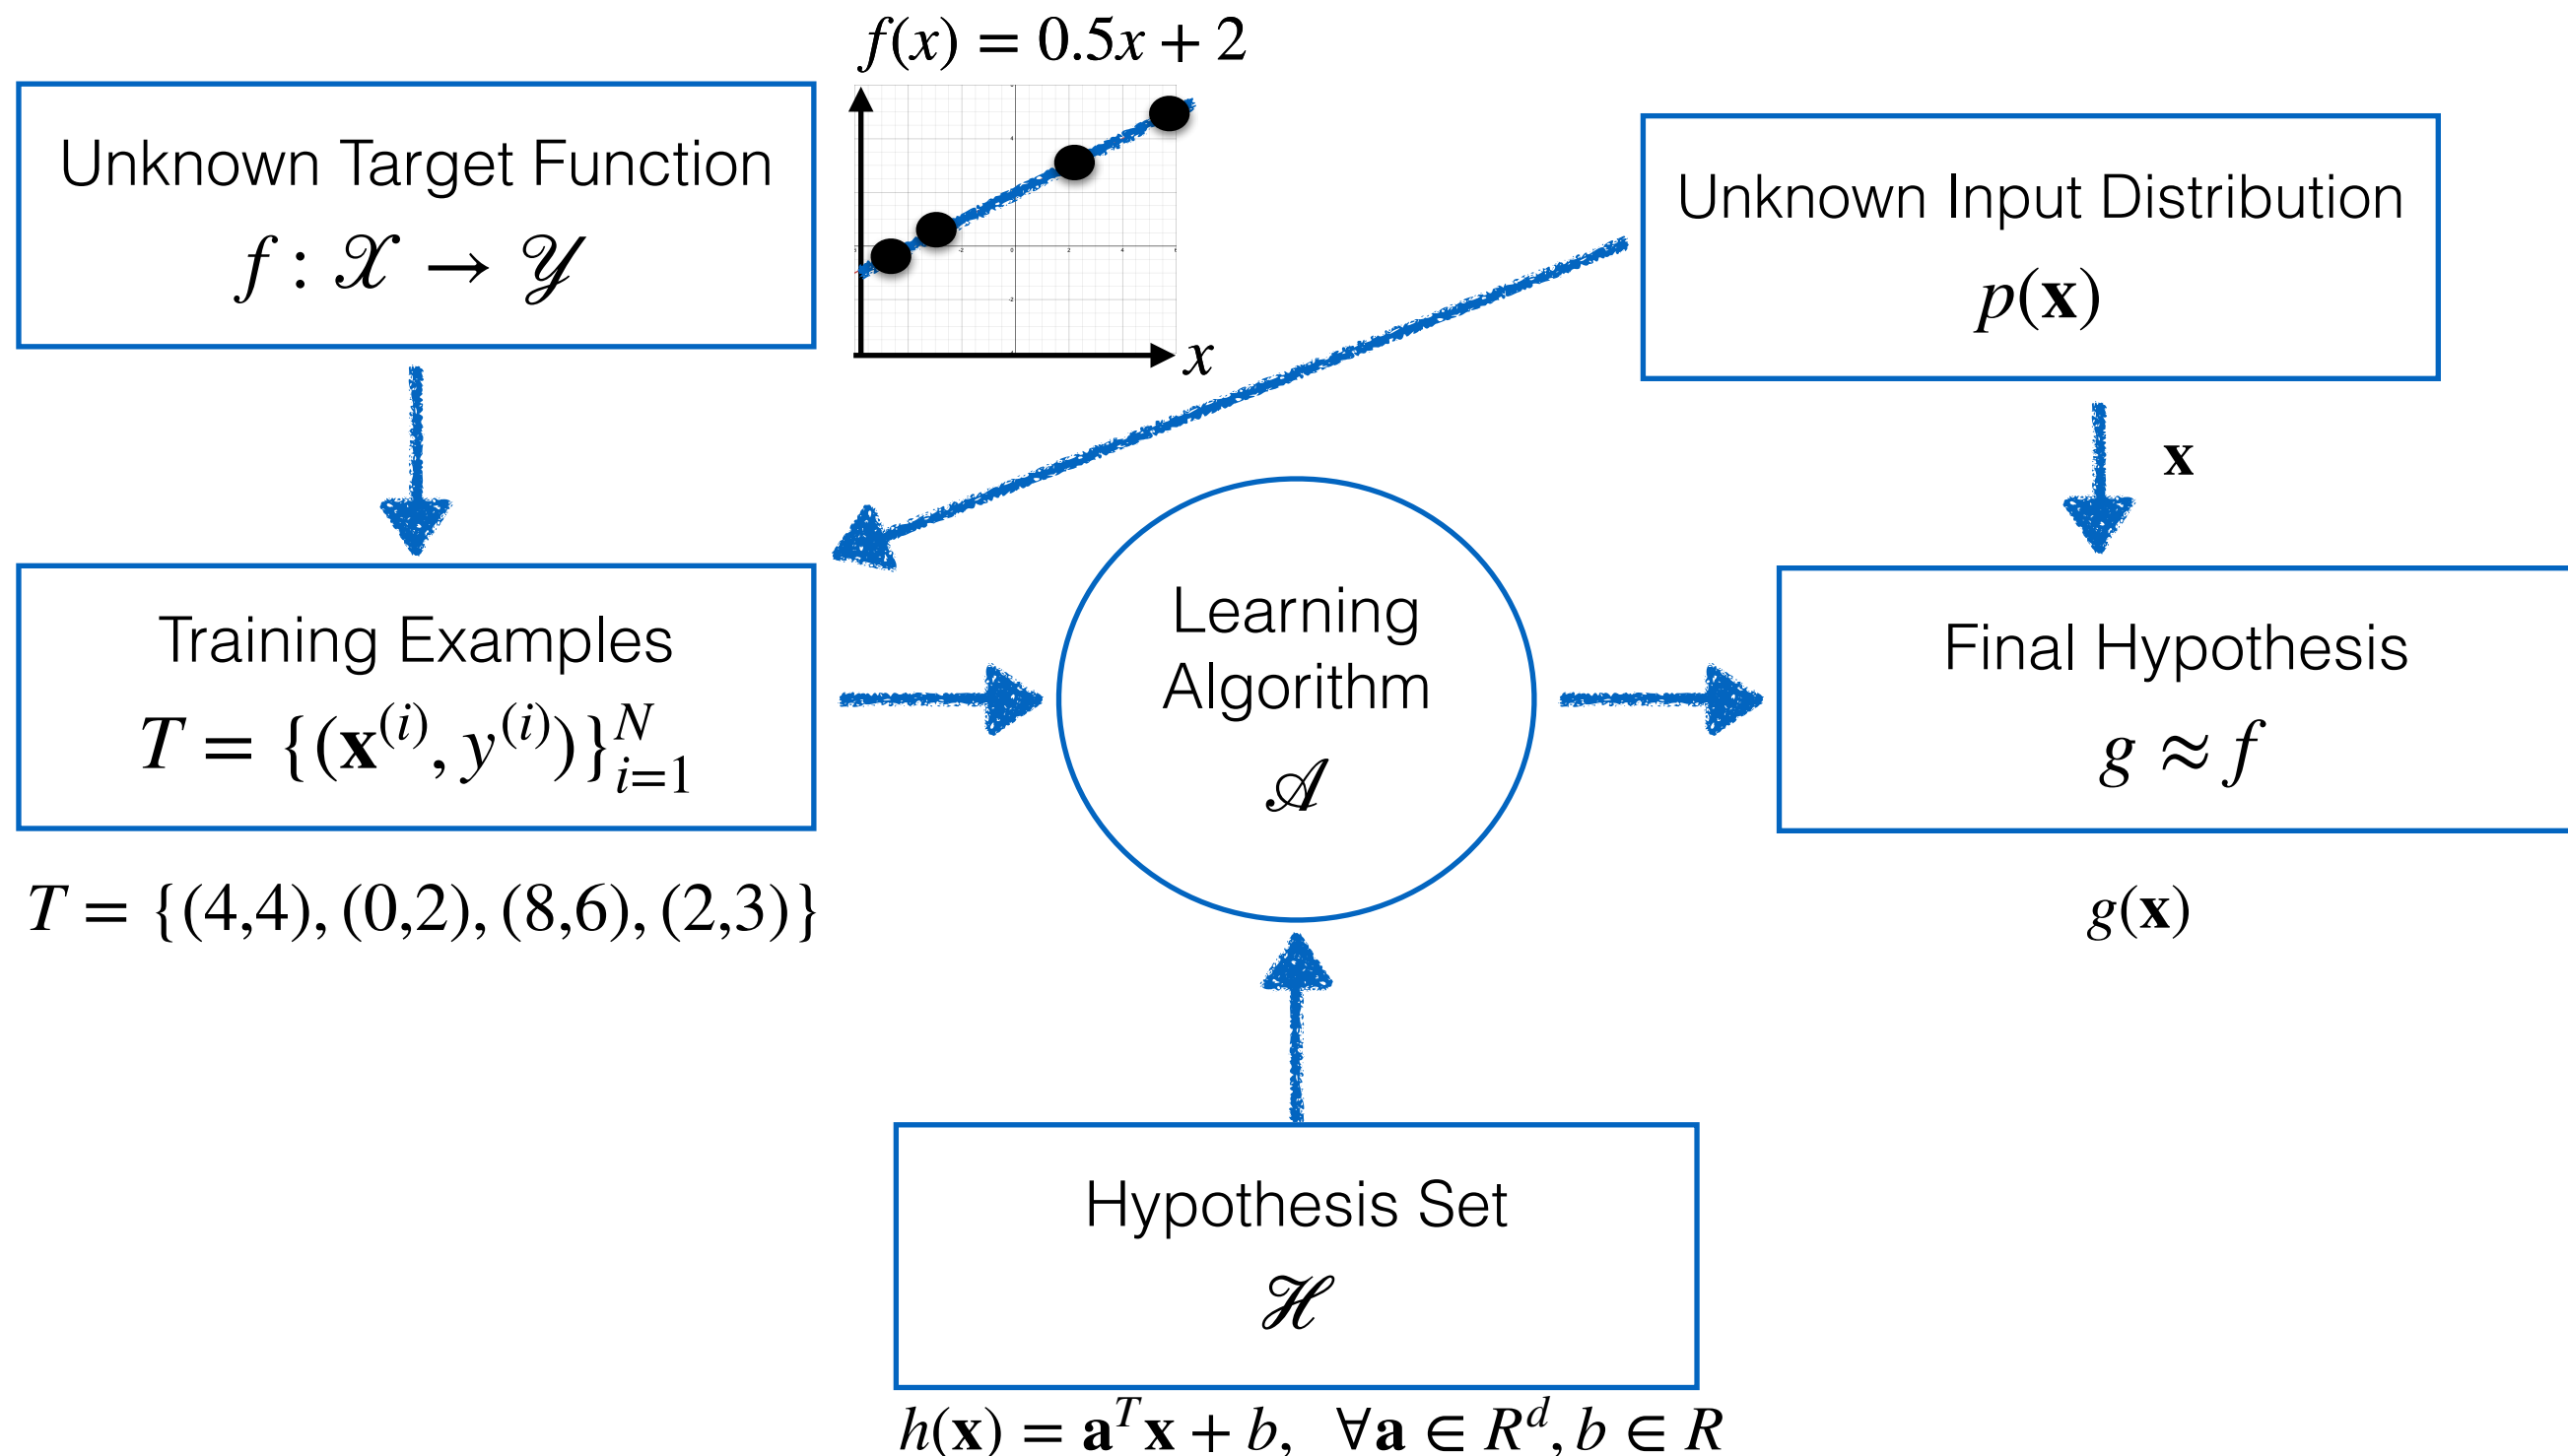 f(x) = 0.5x + 2
Unknown Target Function
f : 𝒳 → 𝒴
x
Unknown Input Distribution
p(𝐱)
𝐱
Training Examples
T = {(𝐱^{(i)}, y^{(i)})}_{i=1}^{N}
T = {(4,4), (0,2), (8,6), (2,3)}
Learning
Algorithm
𝒜
Final Hypothesis
g ≈ f
g(𝐱)
Hypothesis Set
ℋ
h(𝐱) = 𝐚^T 𝐱 + b, ∀𝐚 ∈ R^d, b ∈ R